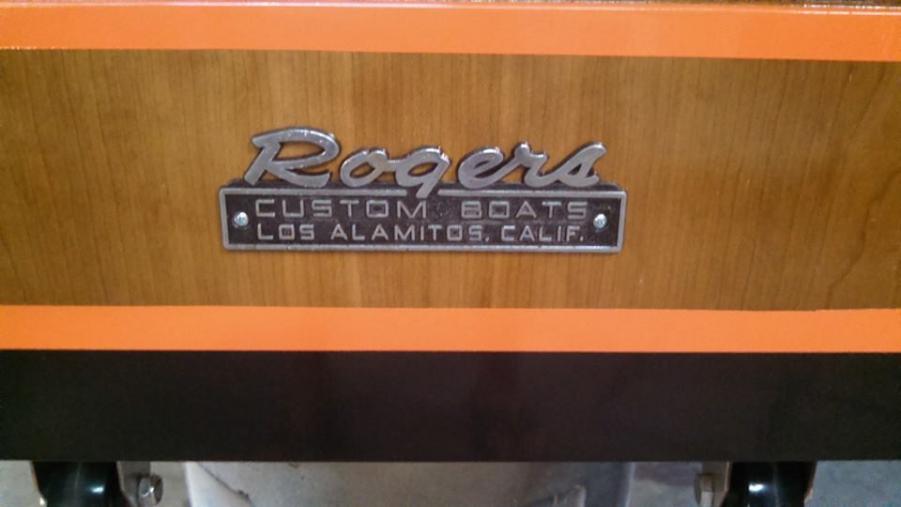 Rogers
CUSTOM BOATS
LOS ALAMITOS, CALIF.